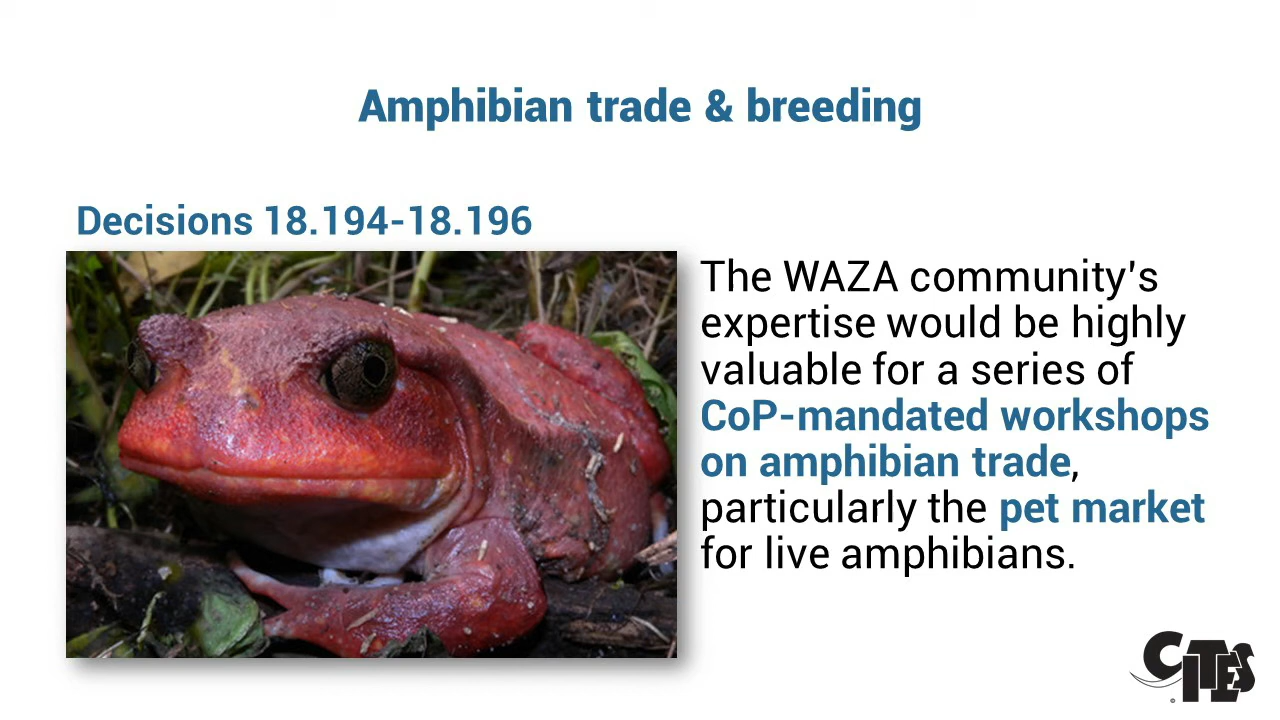 Amphibian trade & breeding
Decisions 18.194-18.196
The WAZA community's
expertise would be highly
valuable for a series of
CoP-mandated workshops
on amphibian trade,
particularly the pet market
for live amphibians.
CITES
©